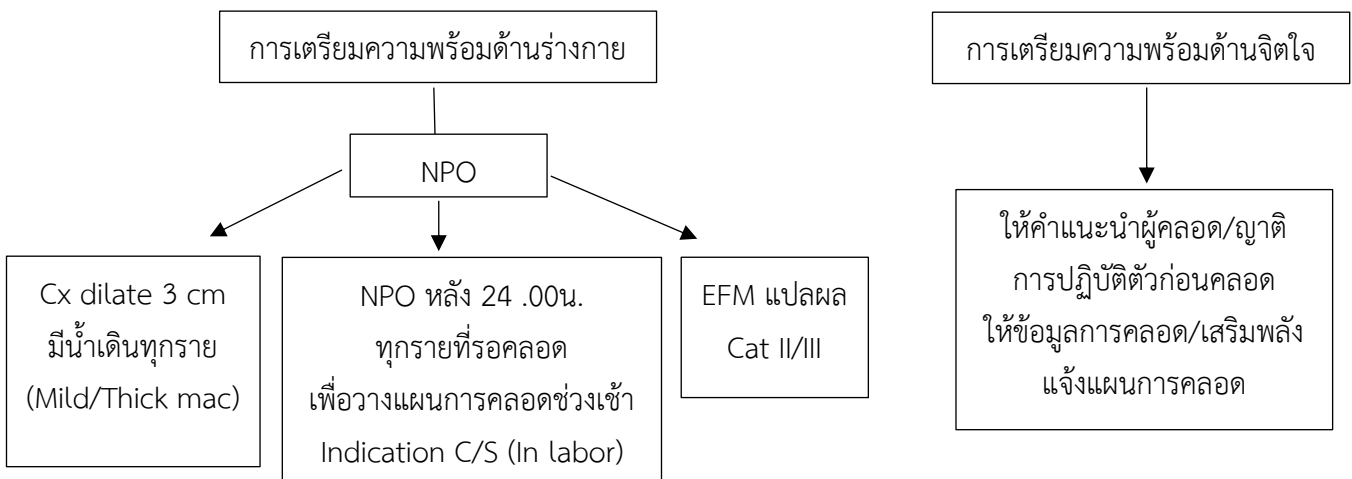 การเตรียมความพร้อมด้านร่างกาย
การเตรียมความพร้อมด้านจิตใจ
NPO
Cx dilate 3 cm
มีน้ำเดินทุกราย
(Mild/Thick mac)
NPO หลัง 24 .00น.
ทุกรายที่รอคลอด
เพื่อวางแผนการคลอดช่วงเช้า
Indication C/S (In labor)
EFM แปลผล
Cat II/III
ให้คำแนะนำผู้คลอด/ญาติ
การปฏิบัติตัวก่อนคลอด
ให้ข้อมูลการคลอด/เสริมพลัง
แจ้งแผนการคลอด